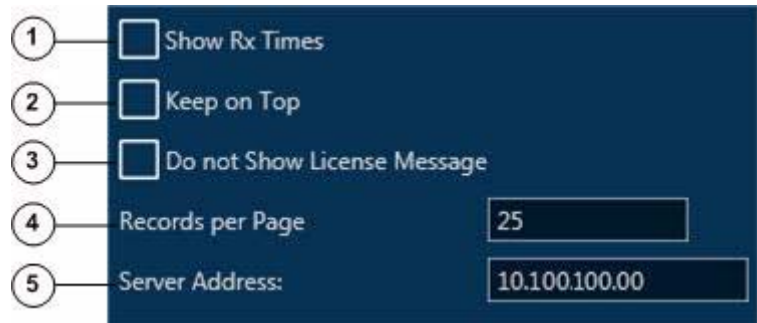 1 Show Rx Times
2 Keep on Top
3 Do not Show License Message
4 Records per Page 25
5 Server Address: 10.100.100.00